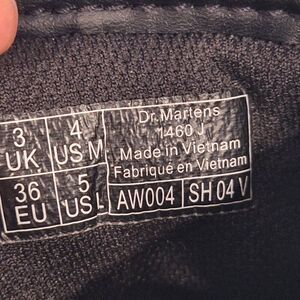 3 UK
4 US M
36 EU
5 US L
Dr. Martens
1460 J
Made in Vietnam
Fabriqué en Vietnam
AW004 SH 04 V